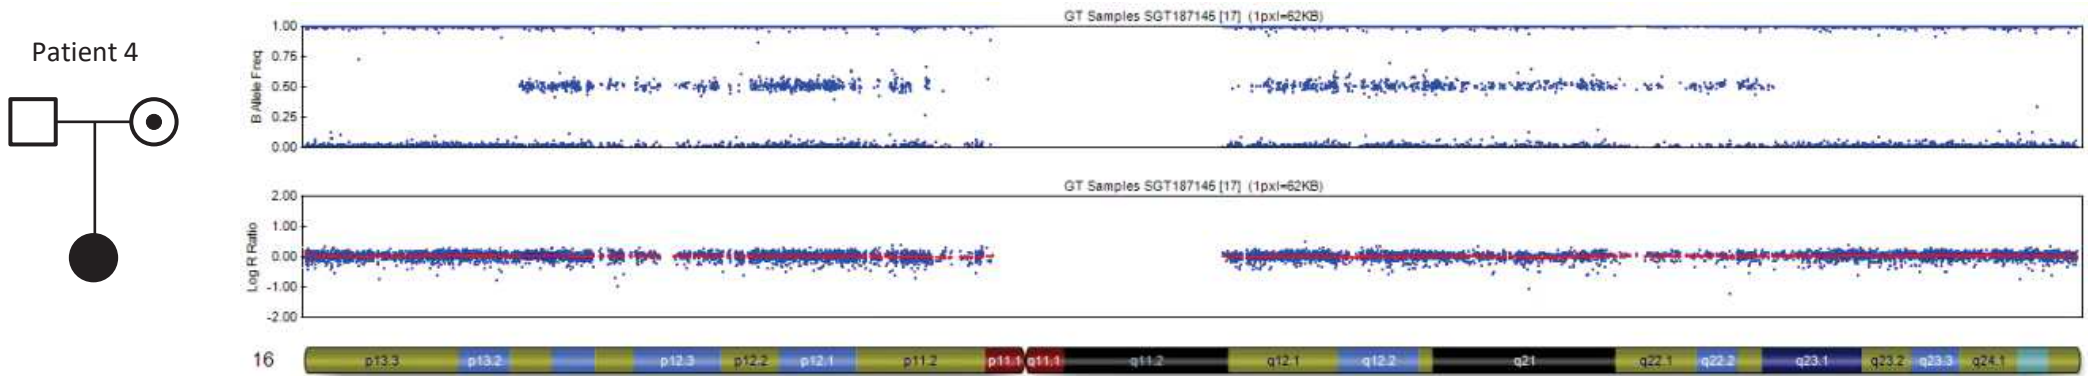 Patient 4
GT Samples SGT187146 [17] (1pxl=62KB)
B Allele Freq
1.00
0.75
0.50
0.25
0.00
GT Samples SGT187146 [17] (1pxl=62KB)
Log R Ratio
2.00
1.00
0.00
-1.00
-2.00
16 p13.3 p13.2 p12.3 p12.2 p12.1 p11.2 p11.1 q11.1 q11.2 q12.1 q12.2 q21 q22.1 q22.2 q23.1 q23.2 q23.3 q24.1